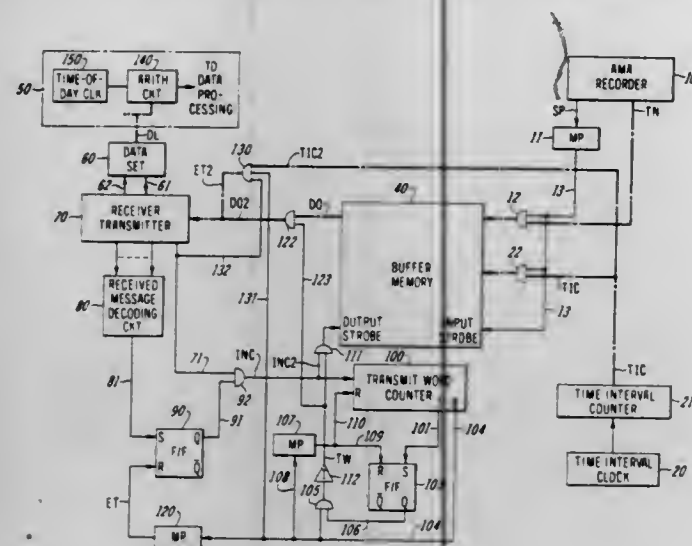 150
140
TIME-OF-DAY CLK
ARITH CKT
TO DATA PROCESSING
50
DL
60
DATA SET
62
61
70
RECEIVER TRANSMITTER
80
RECEIVED MESSAGE DECODING CKT
81
71
132
131
ET2
130
TIC2
DO2
122
DO
123
40
BUFFER MEMORY
OUTPUT STROBE
INPUT STROBE
12
22
TIC
13
13
AMA RECORDER
SP
TN
11
MP
INC
INC2
92
111
100
TRANSMIT WORD COUNTER
R
110
101
104
90
91
S Q
F/F
R Q̅
ET
120
MP
107
MP
108
109
TW
112
105
106
R S
F/F
Q̅ Q
104
TIC
TIME INTERVAL COUNTER
21
TIME INTERVAL CLOCK
20